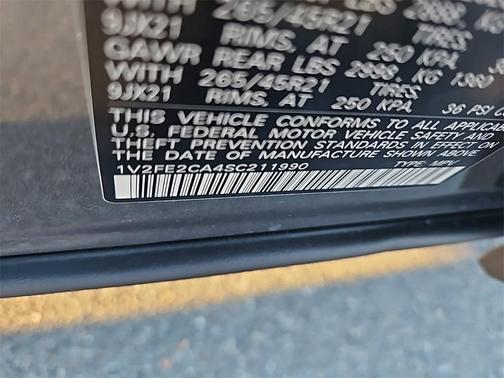 9JX21 RIMS, AT 250 KPA
GAWR REAR LBS 2998, KG 1360
WITH 265/45R21 TIRES
9JX21 RIMS, AT 250 KPA 36 PSI
THIS VEHICLE CONFORMS TO ALL APPLICABLE
U.S. FEDERAL MOTOR VEHICLE SAFETY AND
THEFT PREVENTION STANDARDS IN EFFECT ON
THE DATE OF MANUFACTURE SHOWN ABOVE
1V2FE2CA4SC211990 TYPE: MPV